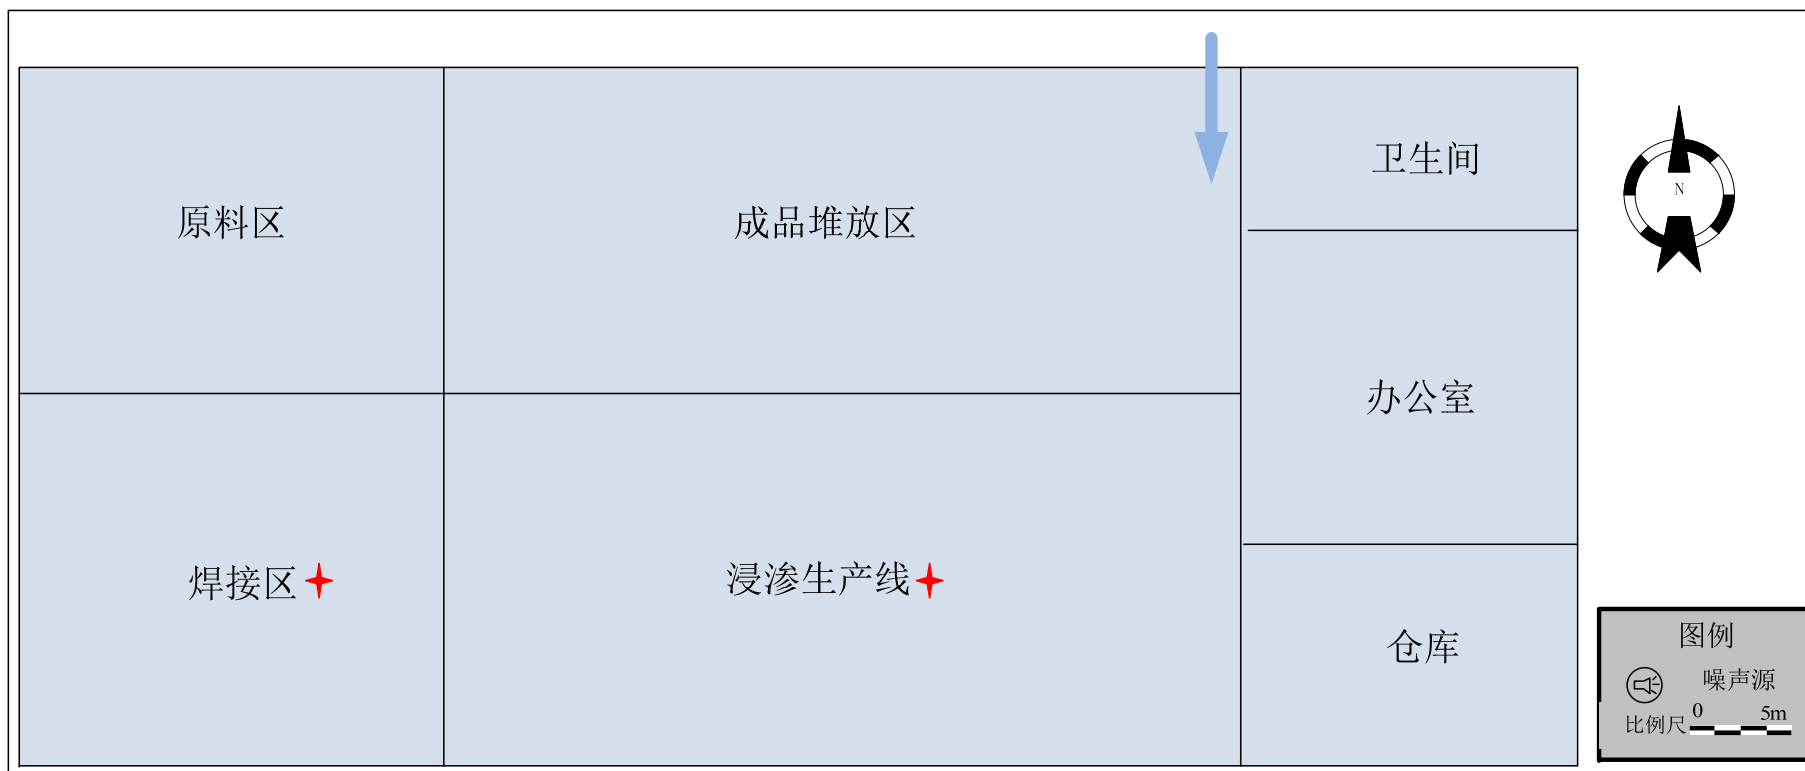 卫生间
原料区
成品堆放区
N
办公室
焊接区
浸渗生产线
仓库
图例
噪声源
比例尺 0 5m